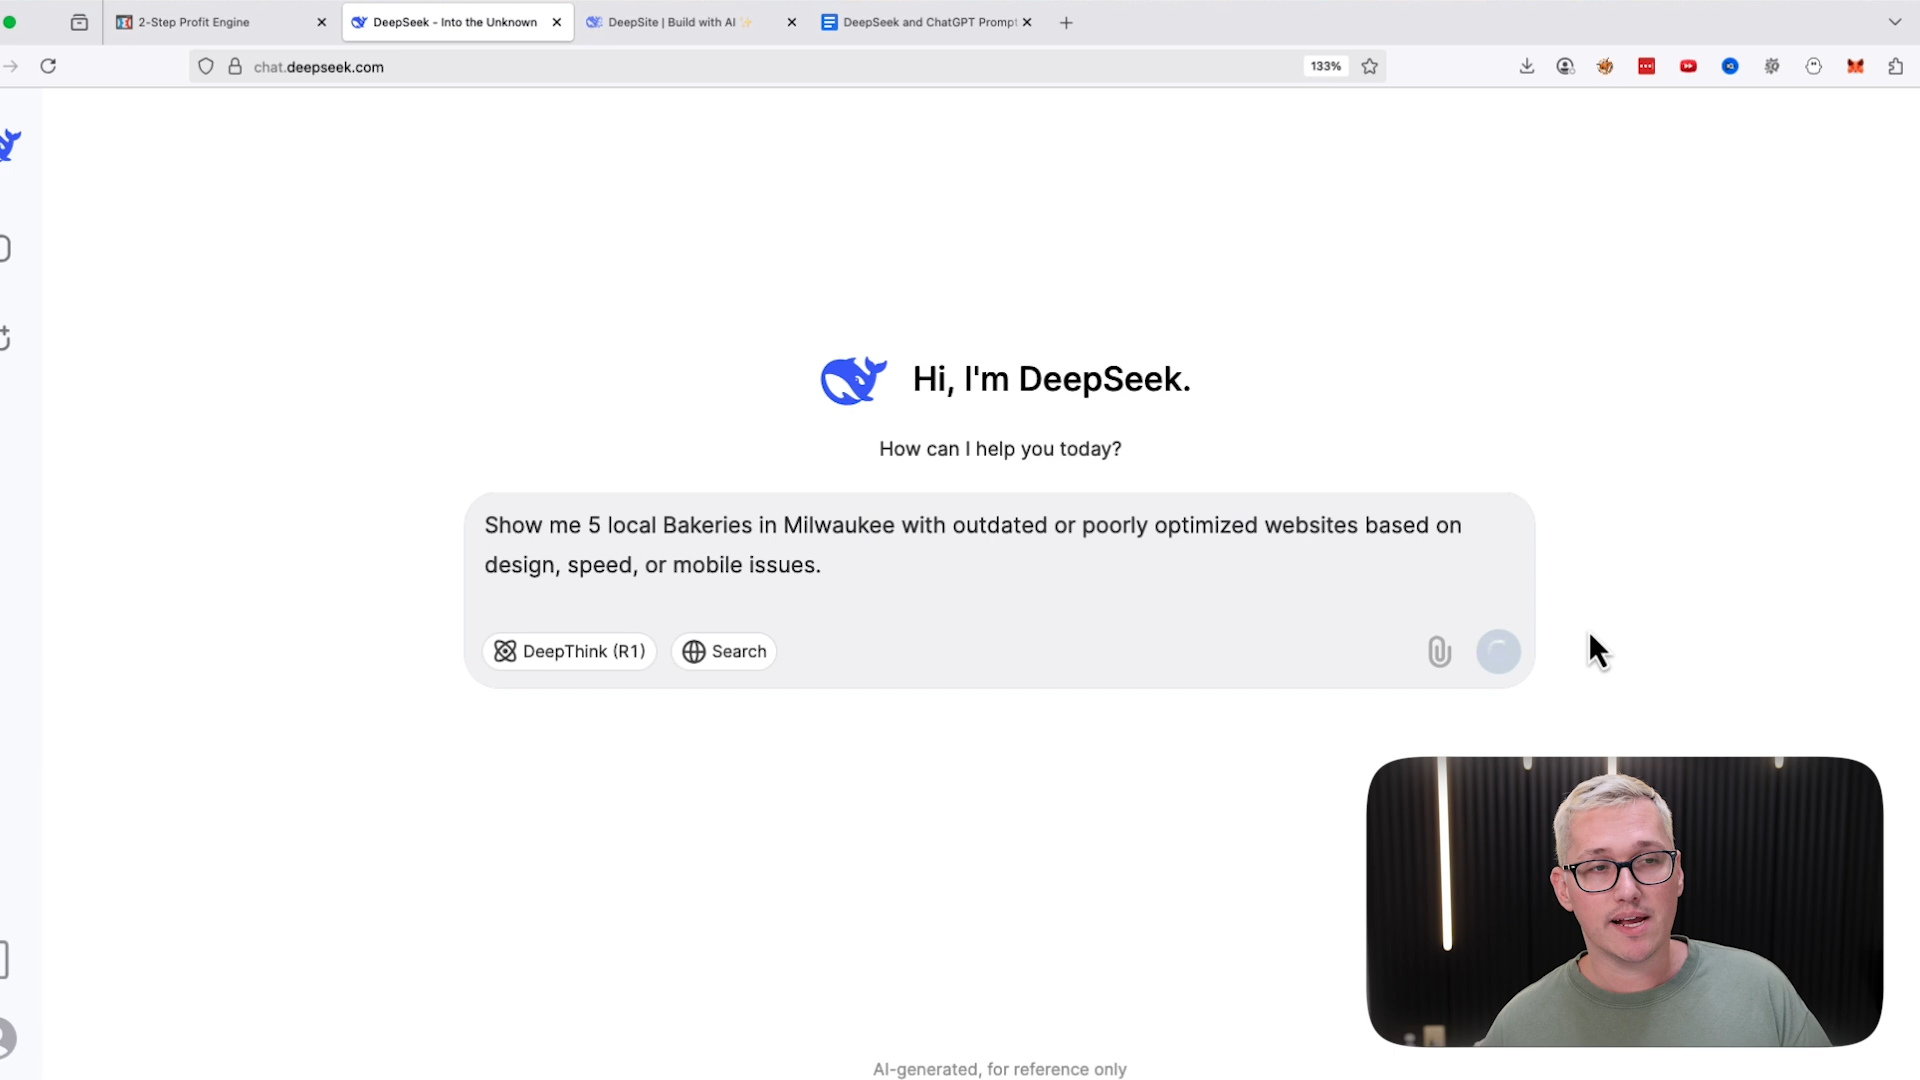 2-Step Profit Engine
DeepSeek - Into the Unknown
DeepSite | Build with AI ✨
DeepSeek and ChatGPT Prompt
chat.deepseek.com
133%
Hi, I'm DeepSeek.
How can I help you today?
Show me 5 local Bakeries in Milwaukee with outdated or poorly optimized websites based on
design, speed, or mobile issues.
DeepThink (R1)
Search
AI-generated, for reference only